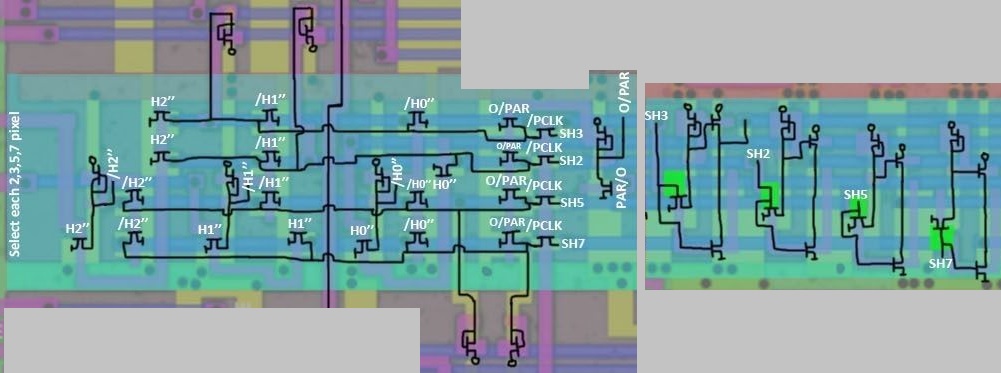 Select each 2,3,5,7 pixel
H2’’
/H1’’
/H0’’
O/PAR
/PCLK
SH3
H2’’
/H1’’
O/PAR
/PCLK
SH2
/H2’’
/H2’’
/H1’’
/H1’’
/H0’’
/H0’’
H0’’
O/PAR
/PCLK
SH5
H2’’
/H2’’
H1’’
H1’’
H0’’
/H0’’
O/PAR
/PCLK
SH7
O/PAR
PAR/O
SH3
SH2
SH5
SH7